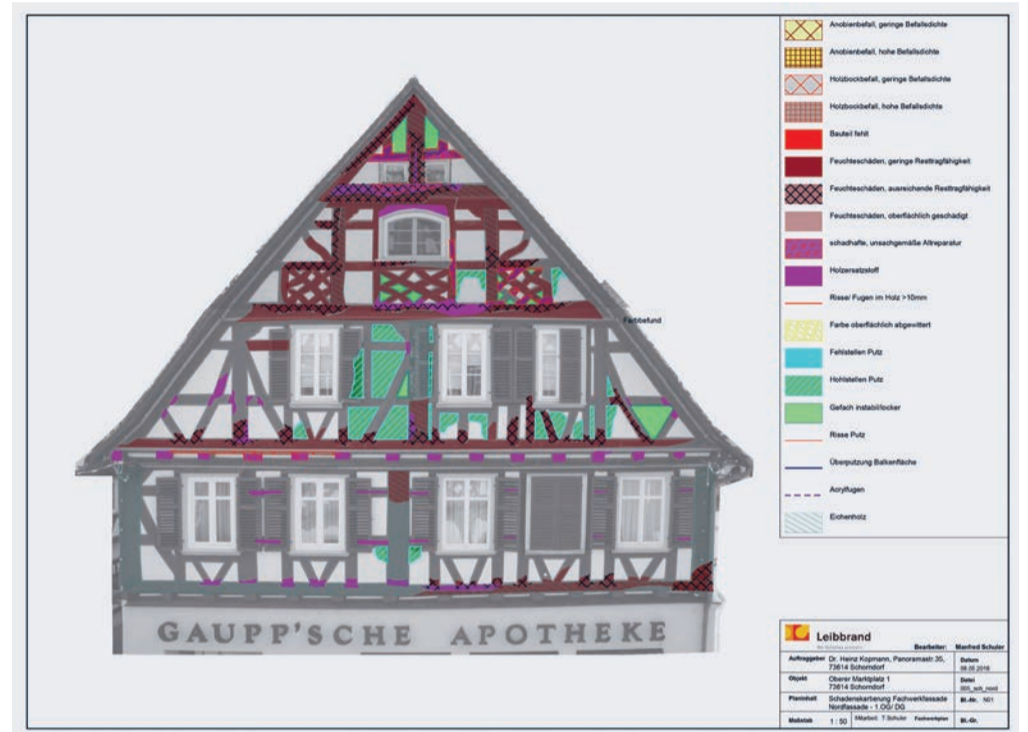 Anobienbefall, geringe Befallsdichte
Anobienbefall, hohe Befallsdichte
Holzbockbefall, geringe Befallsdichte
Holzbockbefall, hohe Befallsdichte
Bauteil fehlt
Feuchteschäden, geringe Resttragfähigkeit
Feuchteschäden, ausreichende Resttragfähigkeit
Feuchteschäden, oberflächlich geschädigt
schadhafte, unsachgemäße Altreparatur
Holzersatzstoff
Risse/ Fugen im Holz >10mm
Farbe oberflächlich abgewittert
Fehlstellen Putz
Hohlstellen Putz
Gefach instabil/locker
Risse Putz
Überputzung Balkenfläche
Acrylfugen
Eichenholz
Farbbefund
GAUPP'SCHE APOTHEKE
Leibbrand
Bearbeiter: Manfred Schuler
Auftraggeber Dr. Heinz Kopmann, Panoramastr. 35, 73614 Schorndorf
Datum
Objekt Oberer Marktplatz 1
73614 Schorndorf
Datei
005_sch_nord
Planinhalt Schadenskartierung Fachwerkfassade
Nordfassade - 1.OG/ DG
Bl.-Nr. N01
Maßstab 1 : 50 Mitarbeit: T.Schuler Fachwerkplan Bl.-Gr.